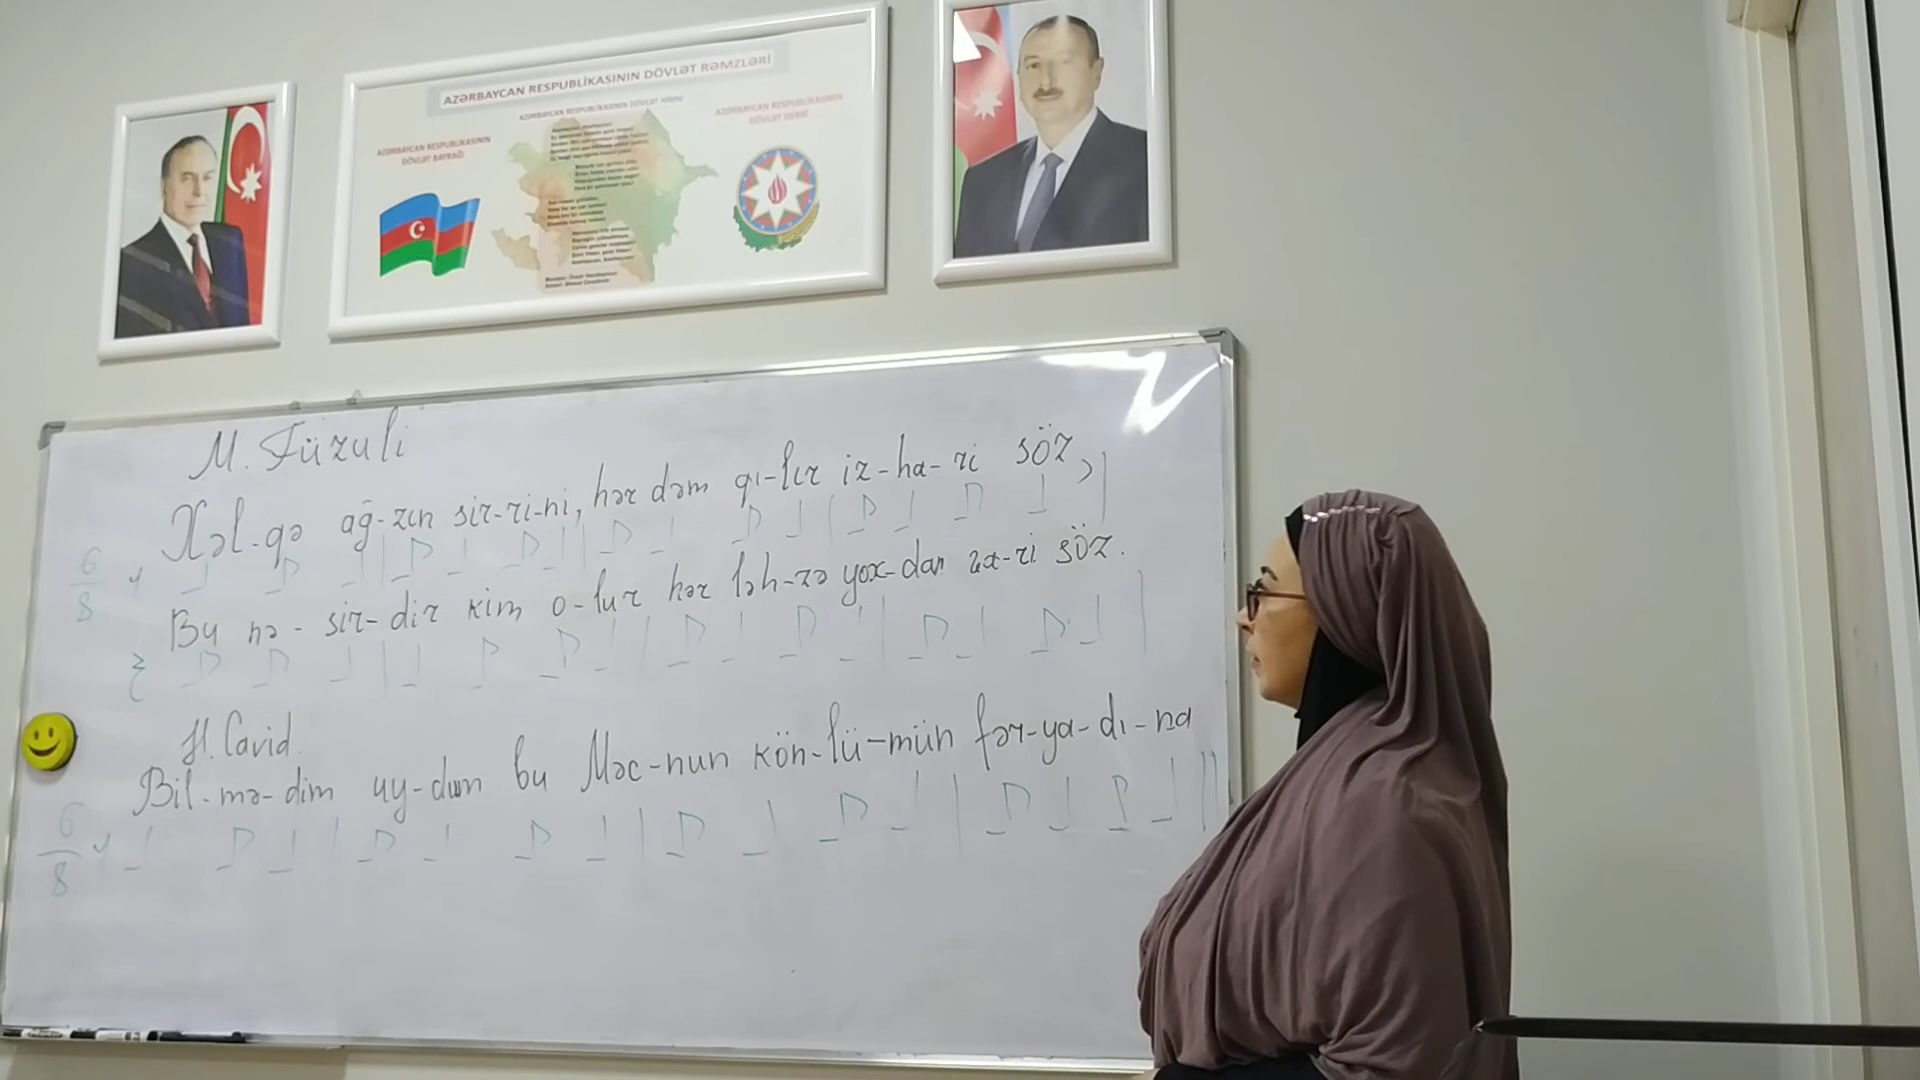 AZƏRBAYCAN RESPUBLİKASININ DÖVLƏT RƏMZLƏRİ
AZƏRBAYCAN RESPUBLİKASININ DÖVLƏT HİMNİ
AZƏRBAYCAN RESPUBLİKASININ
DÖVLƏT BAYRAĞI
AZƏRBAYCAN RESPUBLİKASININ
DÖVLƏT GERBİ
M. Füzuli
Xəl-qə ağ-zın sir-ri-ni, hər dəm qı-lır iz-ha-ri söz,
6
8
Bu nə-sir-dir kim o-lur hər ləh-zə yox-dan va-ri söz.
H. Cavid
Bil-mə-dim uy-dum bu Məc-nun kön-lü-mün fər-ya-dı-na
6
8